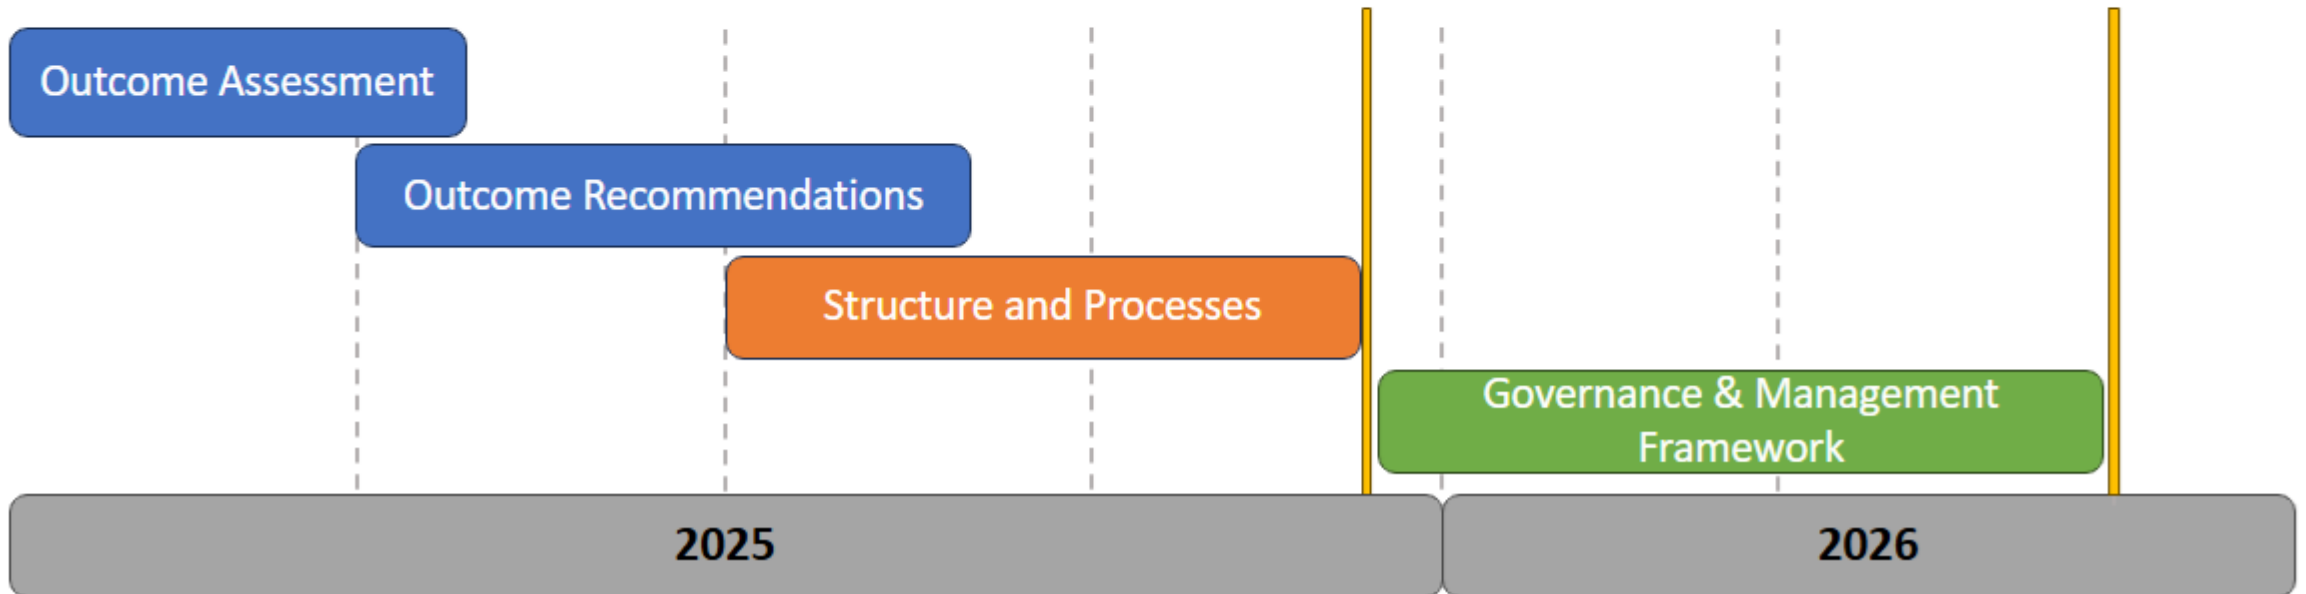 Outcome Assessment
Outcome Recommendations
Structure and Processes
Governance & Management
Framework
2025
2026